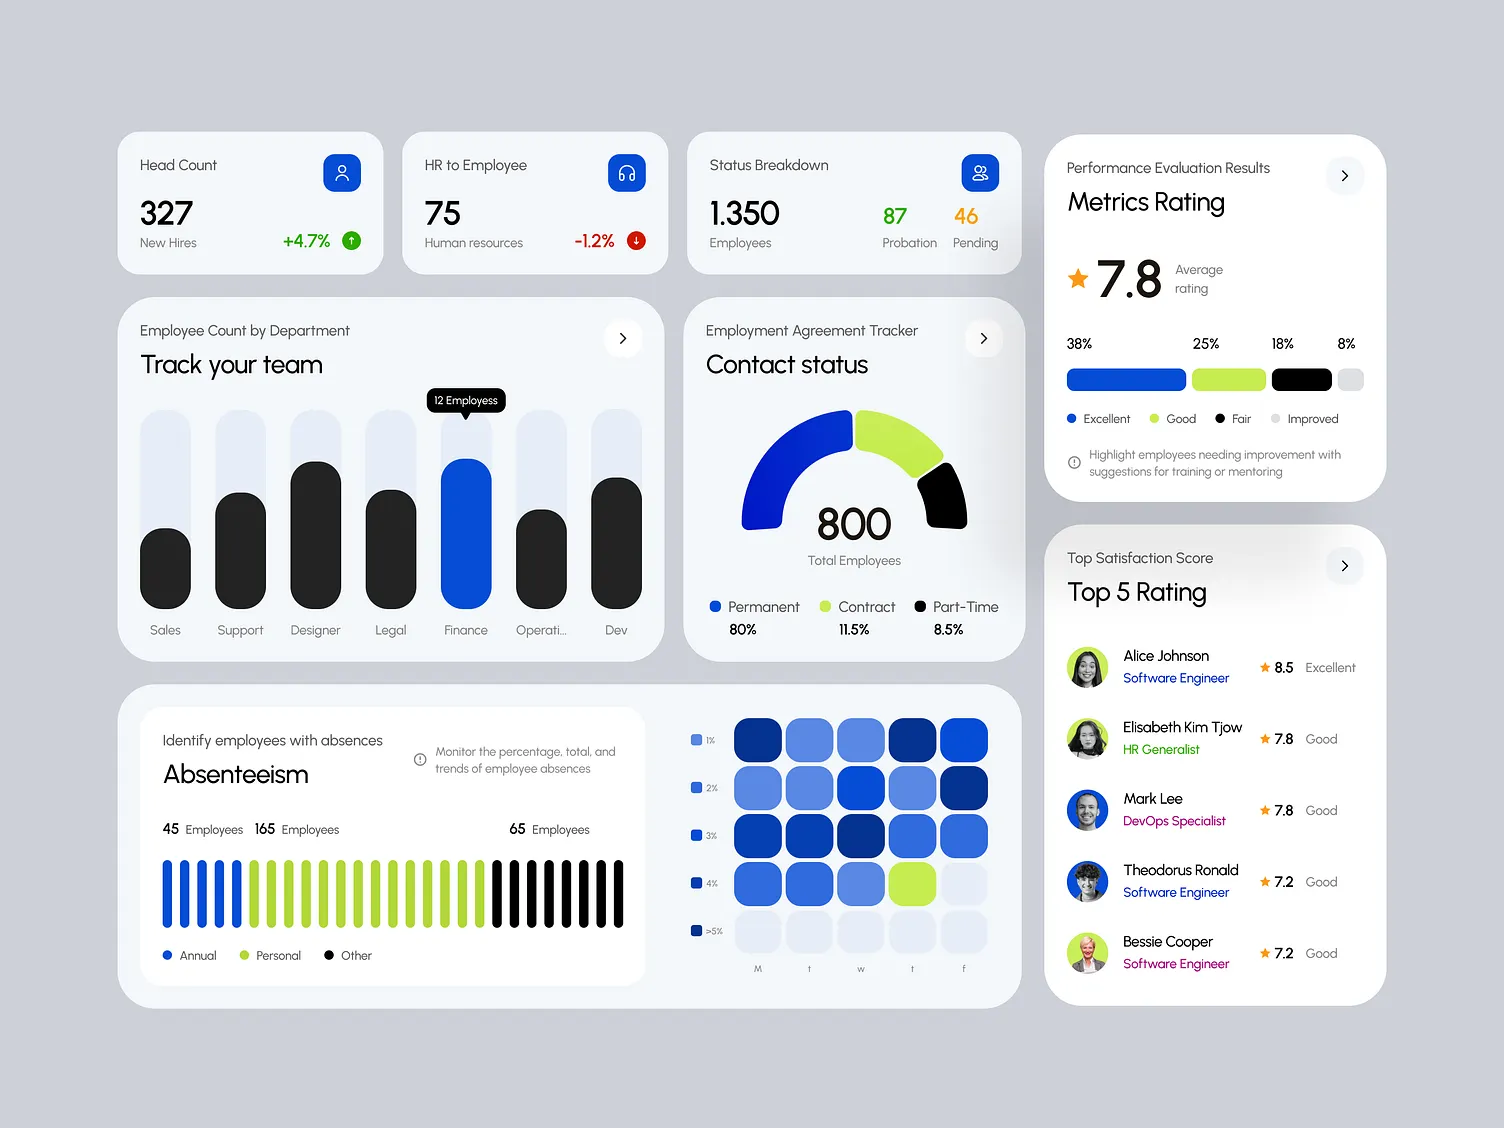 Head Count
327
New Hires
+4.7%
HR to Employee
75
Human resources
-1.2%
Status Breakdown
1.350
Employees
87
Probation
46
Pending
Employee Count by Department
Track your team
12 Employess
Sales
Support
Designer
Legal
Finance
Operati...
Dev
Employment Agreement Tracker
Contact status
800
Total Employees
Permanent
80%
Contract
11.5%
Part-Time
8.5%
Identify employees with absences
Absenteeism
Monitor the percentage, total, and
trends of employee absences
45 Employees
165 Employees
65 Employees
Annual
Personal
Other
1%
2%
3%
4%
>5%
M
t
w
t
f
Performance Evaluation Results
Metrics Rating
7.8
Average
rating
38%
25%
18%
8%
Excellent
Good
Fair
Improved
Highlight employees needing improvement with
suggestions for training or mentoring
Top Satisfaction Score
Top 5 Rating
Alice Johnson
Software Engineer
8.5 Excellent
Elisabeth Kim Tjow
HR Generalist
7.8 Good
Mark Lee
DevOps Specialist
7.8 Good
Theodorus Ronald
Software Engineer
7.2 Good
Bessie Cooper
Software Engineer
7.2 Good